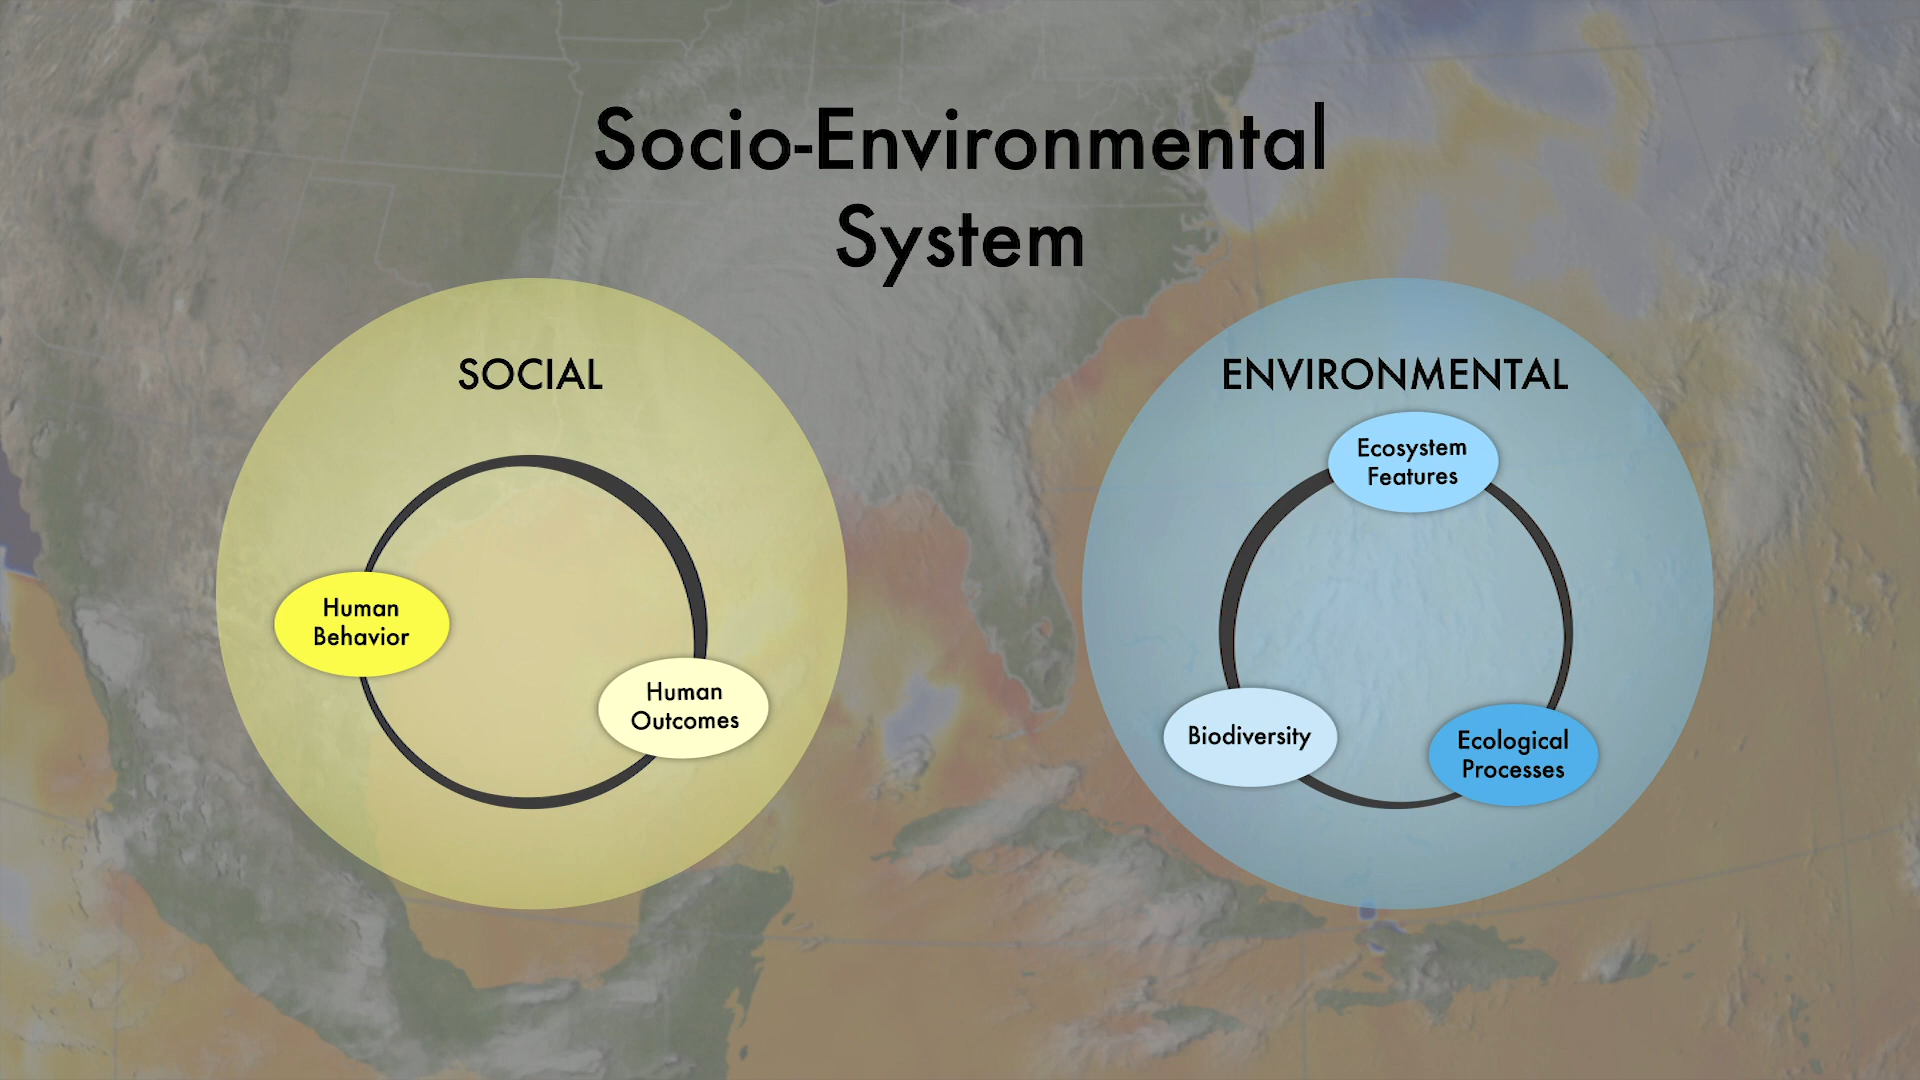 Socio-Environmental
System
SOCIAL
Human
Behavior
Human
Outcomes
ENVIRONMENTAL
Ecosystem
Features
Biodiversity
Ecological
Processes